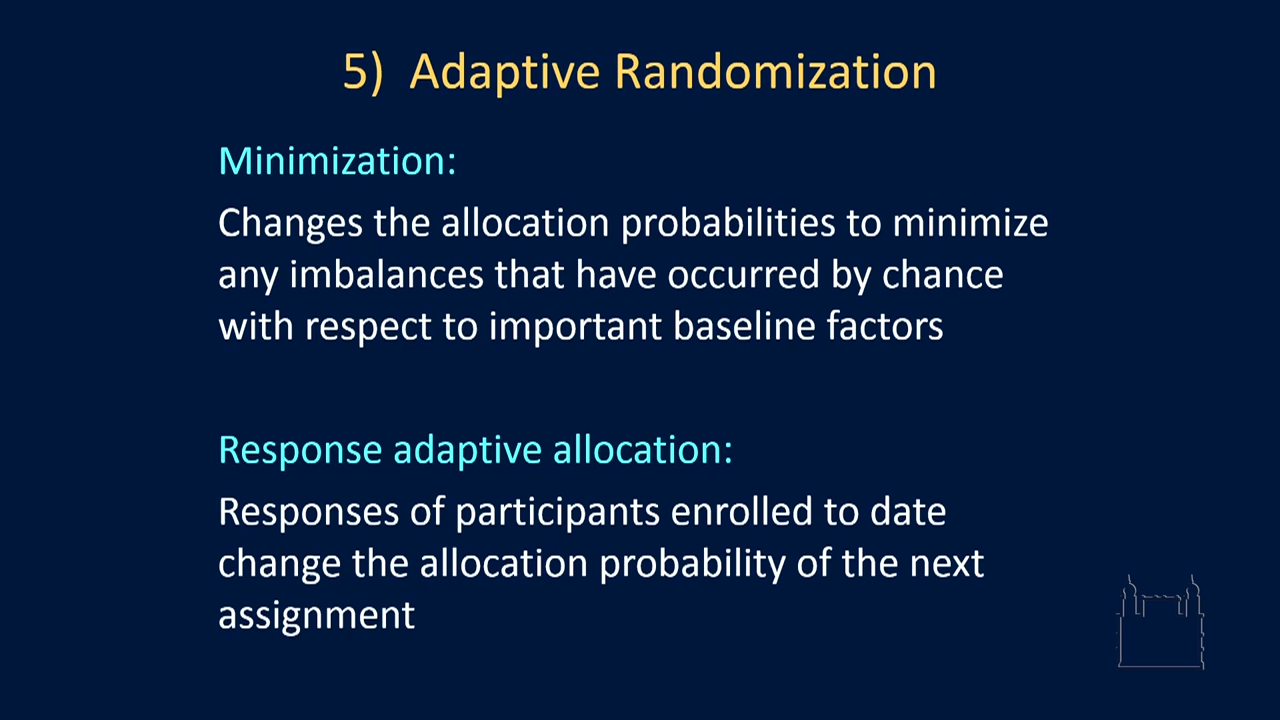 5) Adaptive Randomization
Minimization:
Changes the allocation probabilities to minimize
any imbalances that have occurred by chance
with respect to important baseline factors
Response adaptive allocation:
Responses of participants enrolled to date
change the allocation probability of the next
assignment